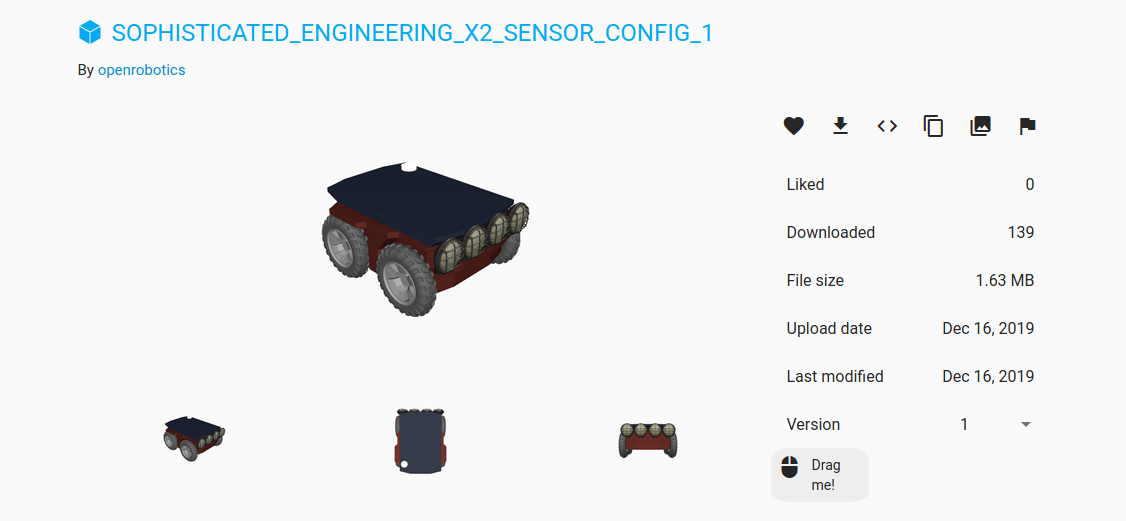 SOPHISTICATED_ENGINEERING_X2_SENSOR_CONFIG_1
By openrobotics
Liked 0
Downloaded 139
File size 1.63 MB
Upload date Dec 16, 2019
Last modified Dec 16, 2019
Version 1
Drag
me!